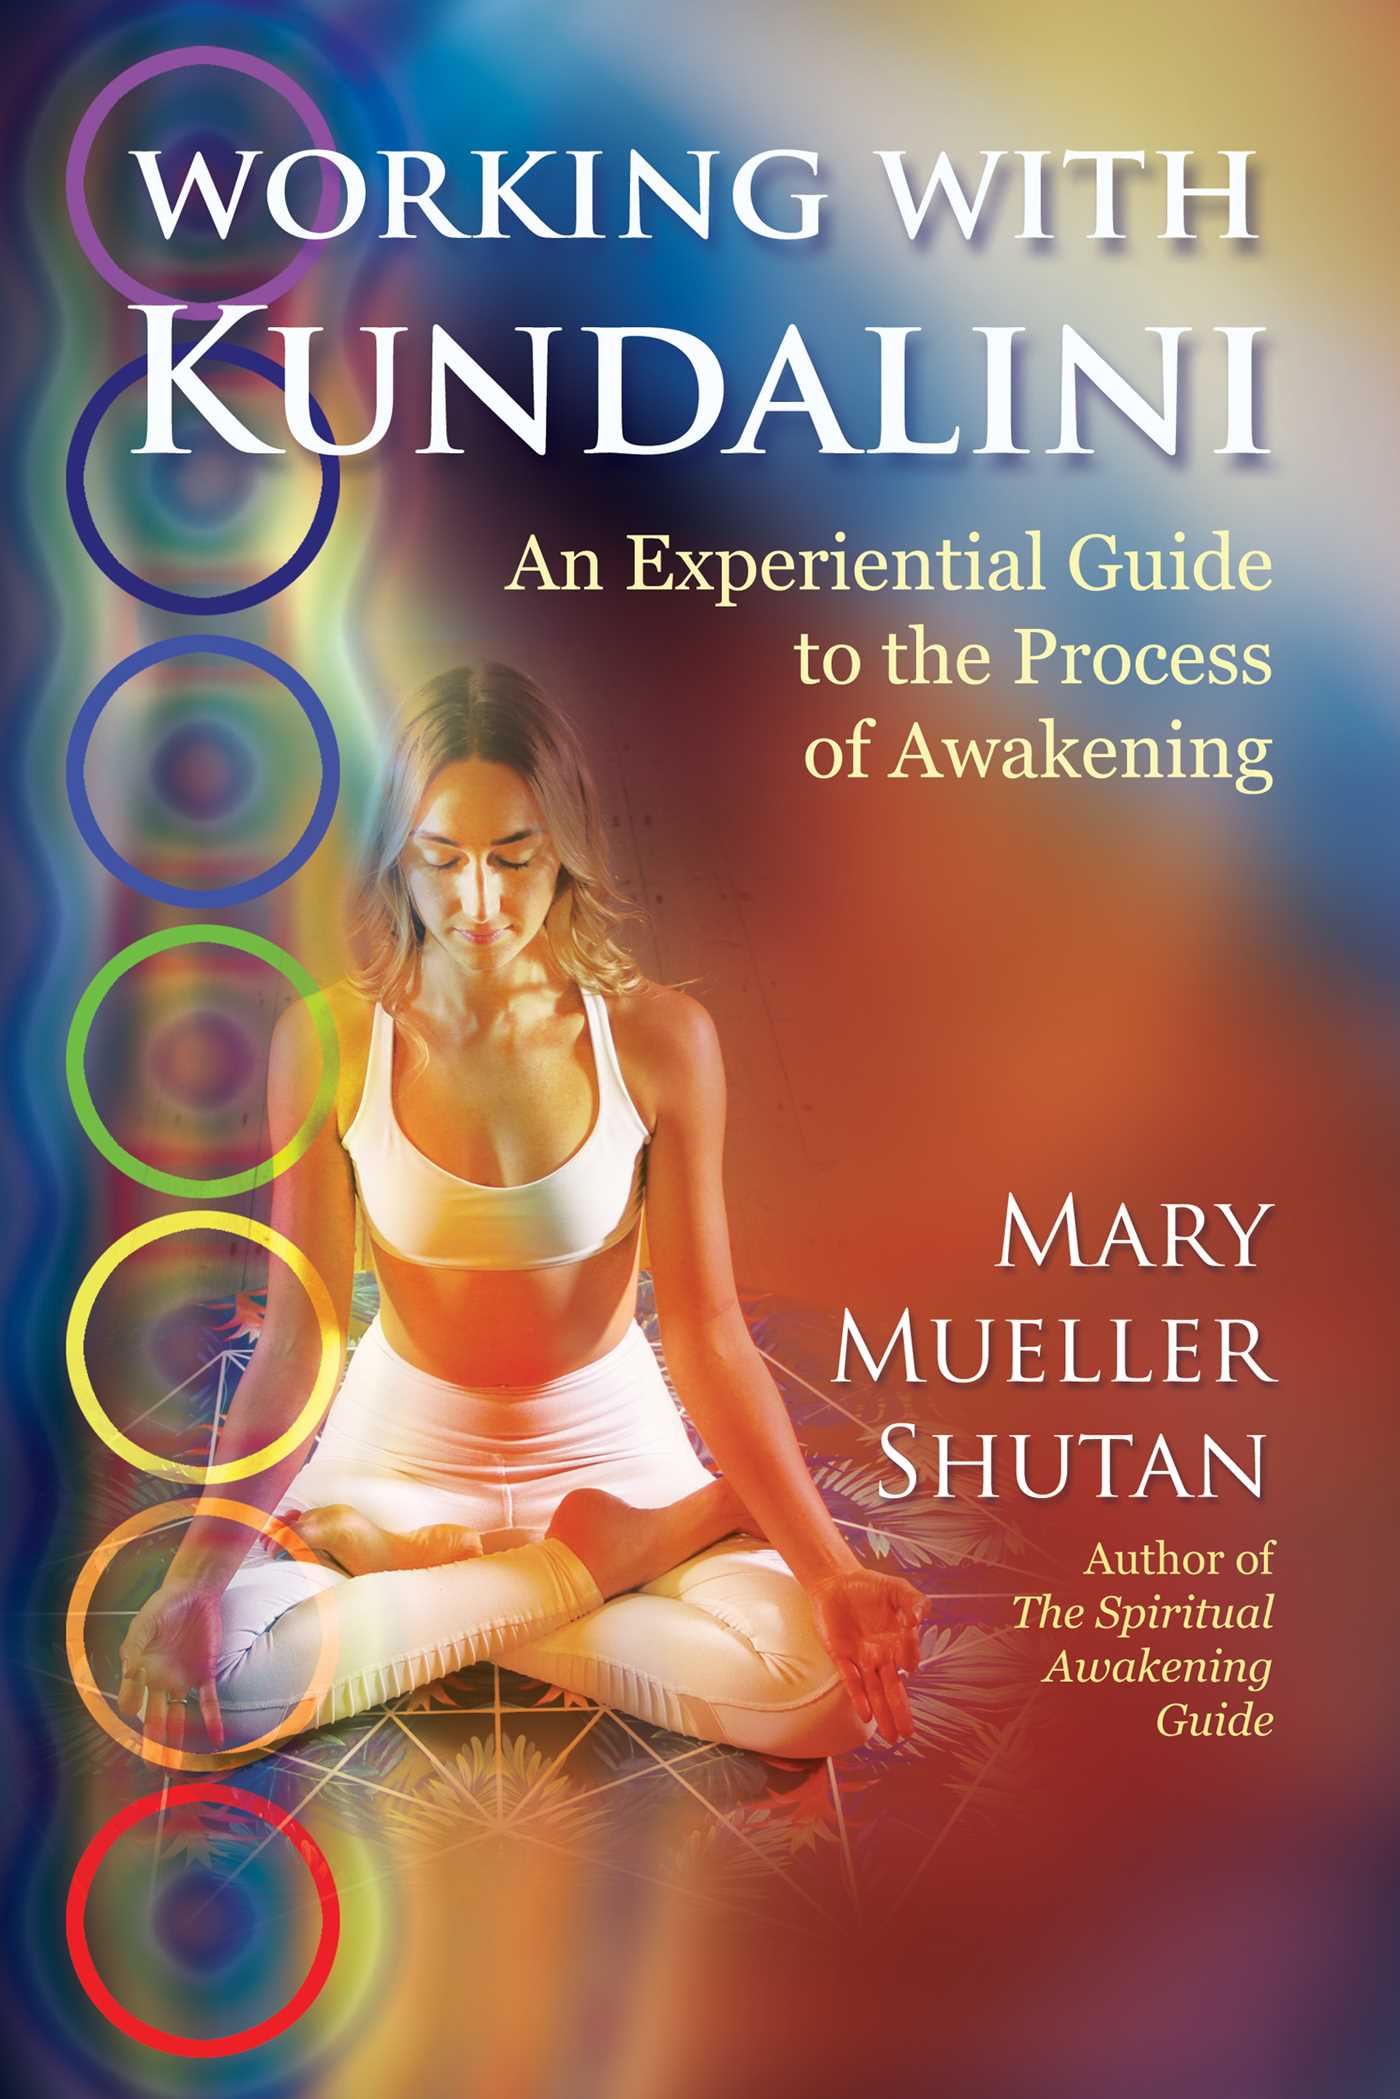 WORKING WITH
KUNDALINI
An Experiential Guide
to the Process
of Awakening
MARY
MUELLER
SHUTAN
Author of
The Spiritual
Awakening
Guide